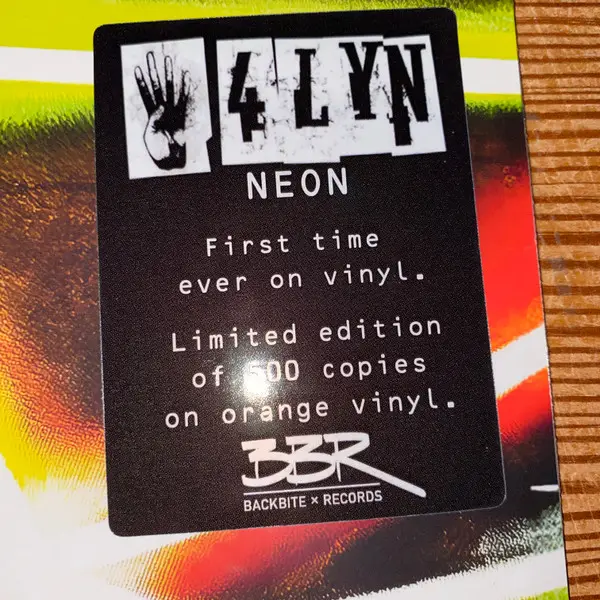 4LYN
NEON
First time
ever on vinyl.
Limited edition
of 500 copies
on orange vinyl.
BBR
BACKBITE × RECORDS